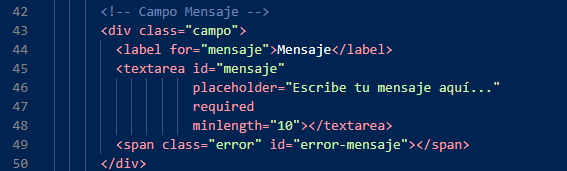 42 <!-- Campo Mensaje -->
43 <div class="campo">
44 <label for="mensaje">Mensaje</label>
45 <textarea id="mensaje"
46 placeholder="Escribe tu mensaje aquí..."
47 required
48 minlength="10"></textarea>
49 <span class="error" id="error-mensaje"></span>
50 </div>